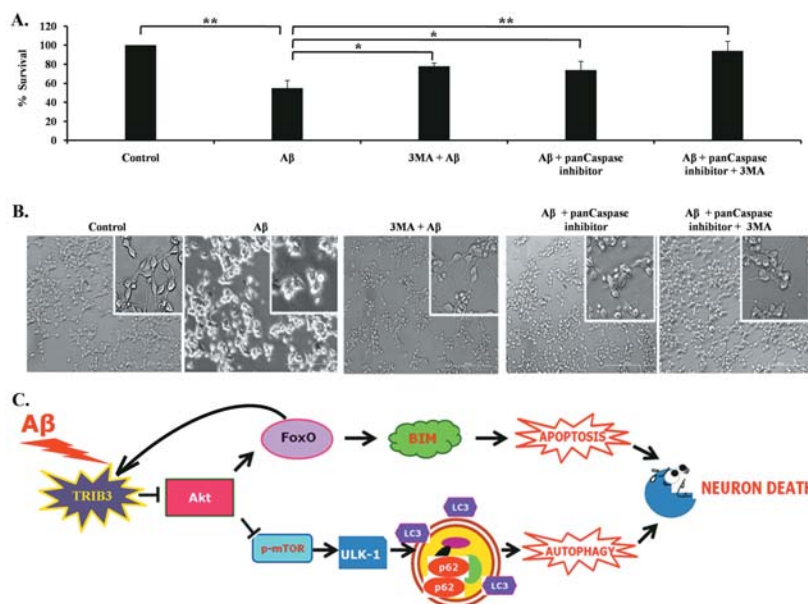 A.
**
**
*
*
% Survival
120
100
80
60
40
20
0
Control
Aβ
3MA + Aβ
Aβ + panCaspase
inhibitor
Aβ + panCaspase
inhibitor + 3MA
B.
Control
Aβ
3MA + Aβ
Aβ + panCaspase
inhibitor
Aβ + panCaspase
inhibitor + 3MA
C.
Aβ
TRIB3
Akt
FoxO
BIM
APOPTOSIS
NEURON DEATH
p-mTOR
ULK-1
LC3
LC3
p62
p62
LC3
AUTOPHAGY